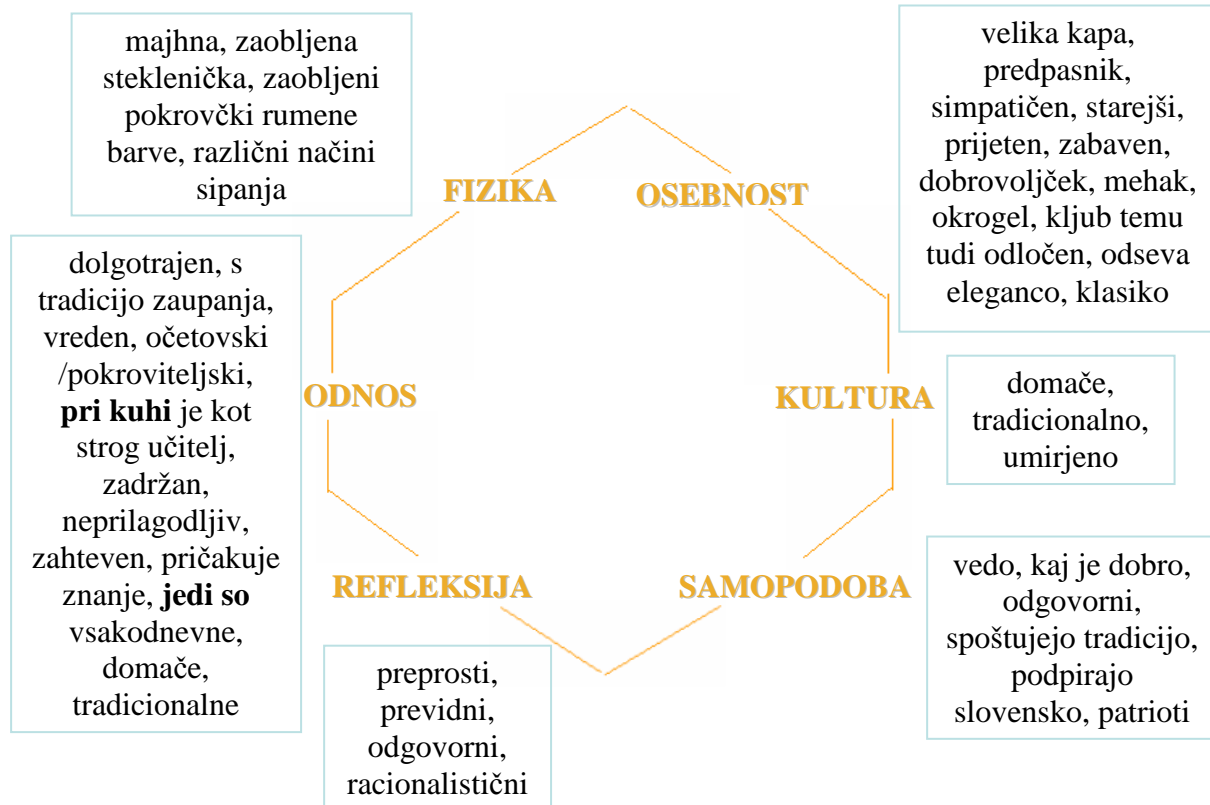 majhna, zaobljena
steklenička, zaobljeni
pokrovčki rumene
barve, različni načini
sipanja
velika kapa,
predpasnik,
simpatičen, starejši,
prijeten, zabaven,
dobrovoljček, mehak,
okrogel, kljub temu
tudi odločen, odseva
eleganco, klasiko
FIZIKA
OSEBNOST
dolgotrajen, s
tradicijo zaupanja,
vreden, očetovski
/pokroviteljski,
pri kuhi je kot
strog učitelj,
zadržan,
neprilagodljiv,
zahteven, pričakuje
znanje, jedi so
vsakodnevne,
domače,
tradicionalne
ODNOS
KULTURA
domače,
tradicionalno,
umirjeno
REFLEKSIJA
SAMOPODOBA
preprosti,
previdni,
odgovorni,
racionalistični
vedo, kaj je dobro,
odgovorni,
spoštujejo tradicijo,
podpirajo
slovensko, patrioti